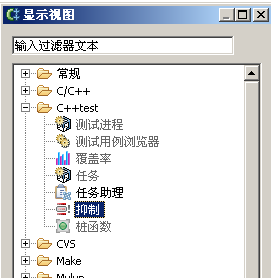 显示视图
输入过滤器文本
常规
C/C++
C++test
测试进程
测试用例浏览器
覆盖率
任务
任务助理
抑制
桩函数
CVS
Make
Mylyn